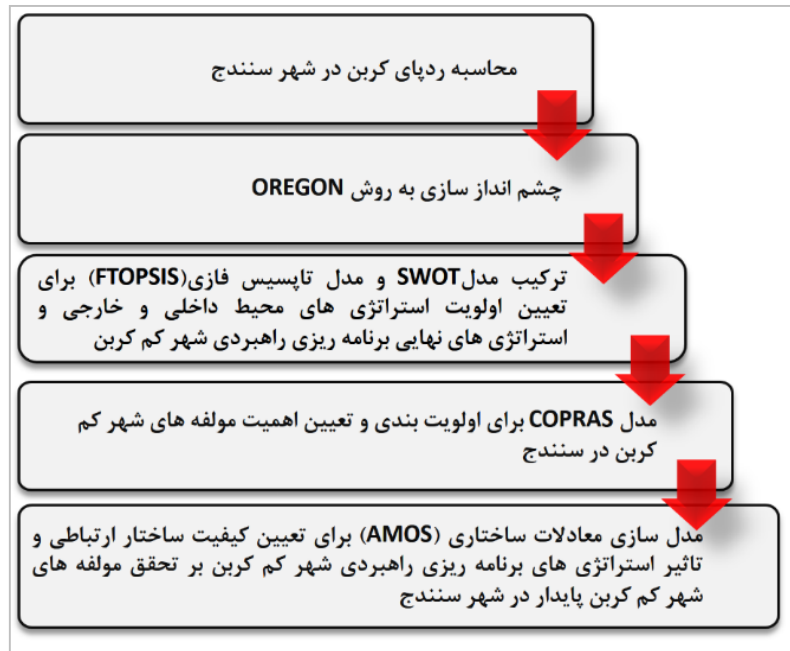 محاسبه ردپای کربن در شهر سنندج
چشم انداز سازی به روش OREGON
ترکیب مدلSWOT و مدل تاپسیس فازی(FTOPSIS) برای
تعیین اولویت استراتژی های محیط داخلی و خارجی و
استراتژی های نهایی برنامه ریزی راهبردی شهر کم کربن
مدل COPRAS برای اولویت بندی و تعیین اهمیت مولفه های شهر کم
کربن در سنندج
مدل سازی معادلات ساختاری (AMOS) برای تعیین کیفیت ساختار ارتباطی و
تاثیر استراتژی های برنامه ریزی راهبردی شهر کم کربن بر تحقق مولفه های
شهر کم کربن پایدار در شهر سنندج